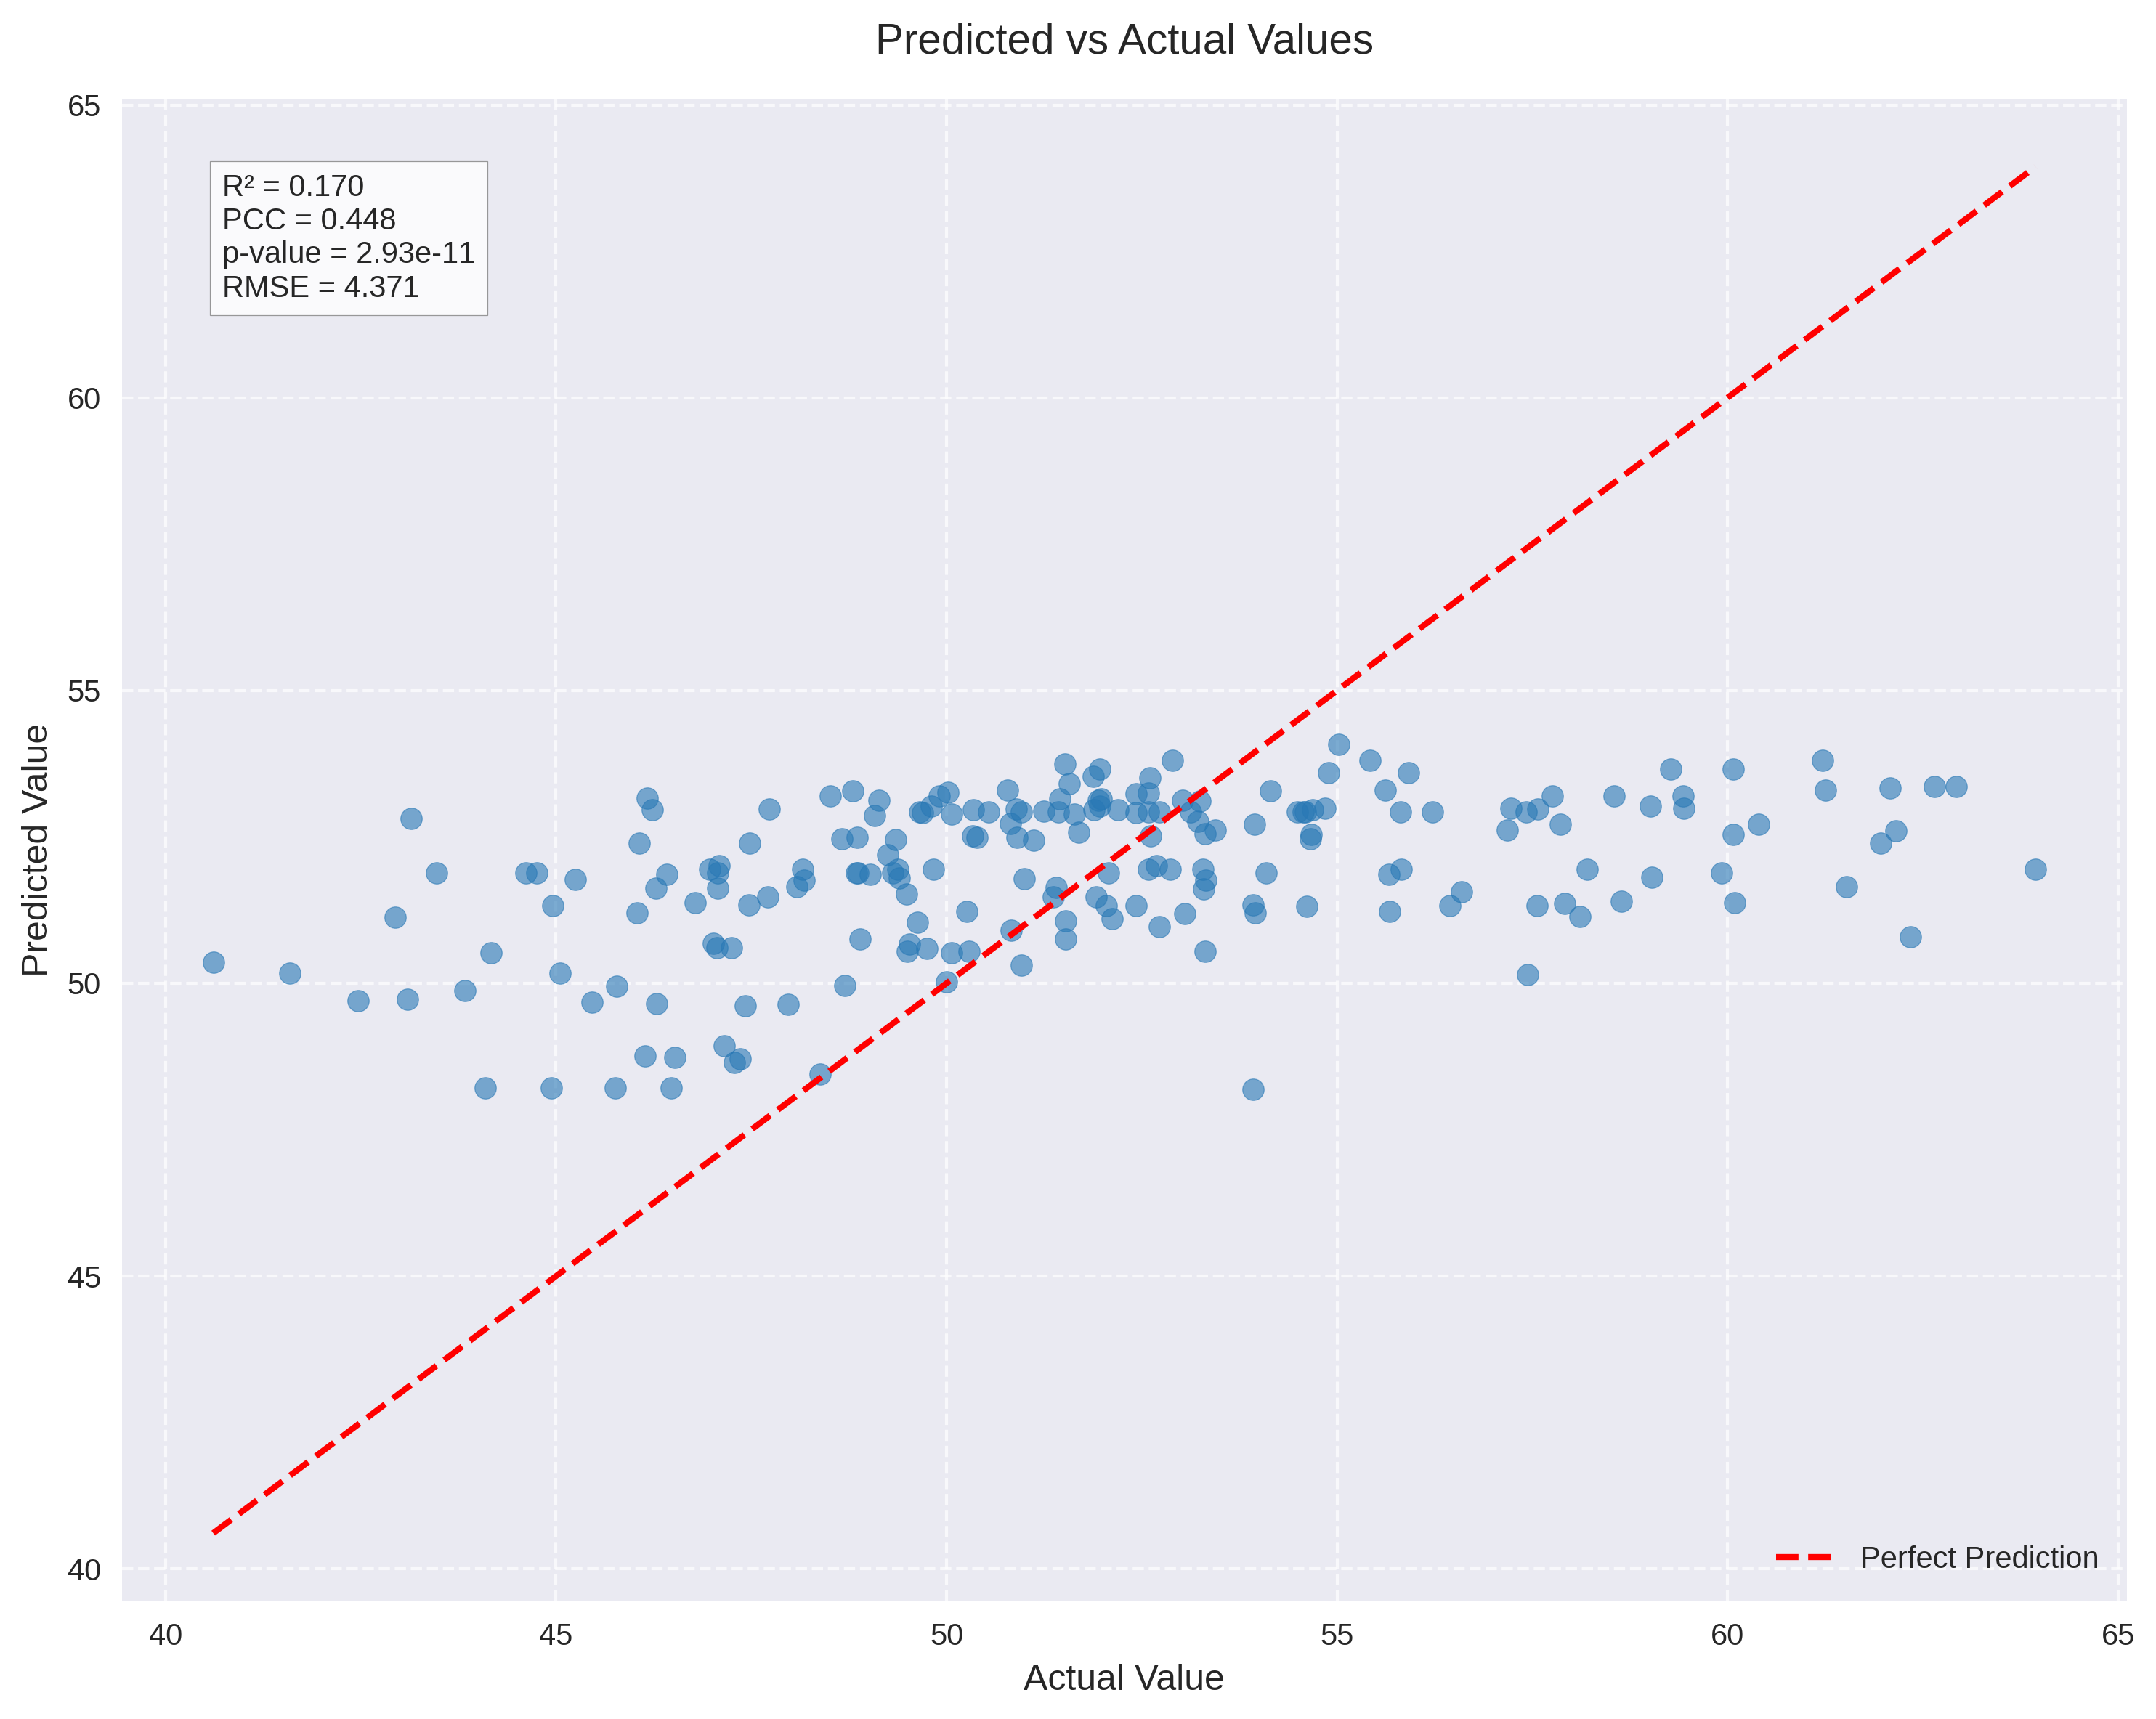 Predicted vs Actual Values
65
60
55
50
45
40
R² = 0.170
PCC = 0.448
p-value = 2.93e-11
RMSE = 4.371
Predicted Value
Perfect Prediction
40
45
50
55
60
65
Actual Value